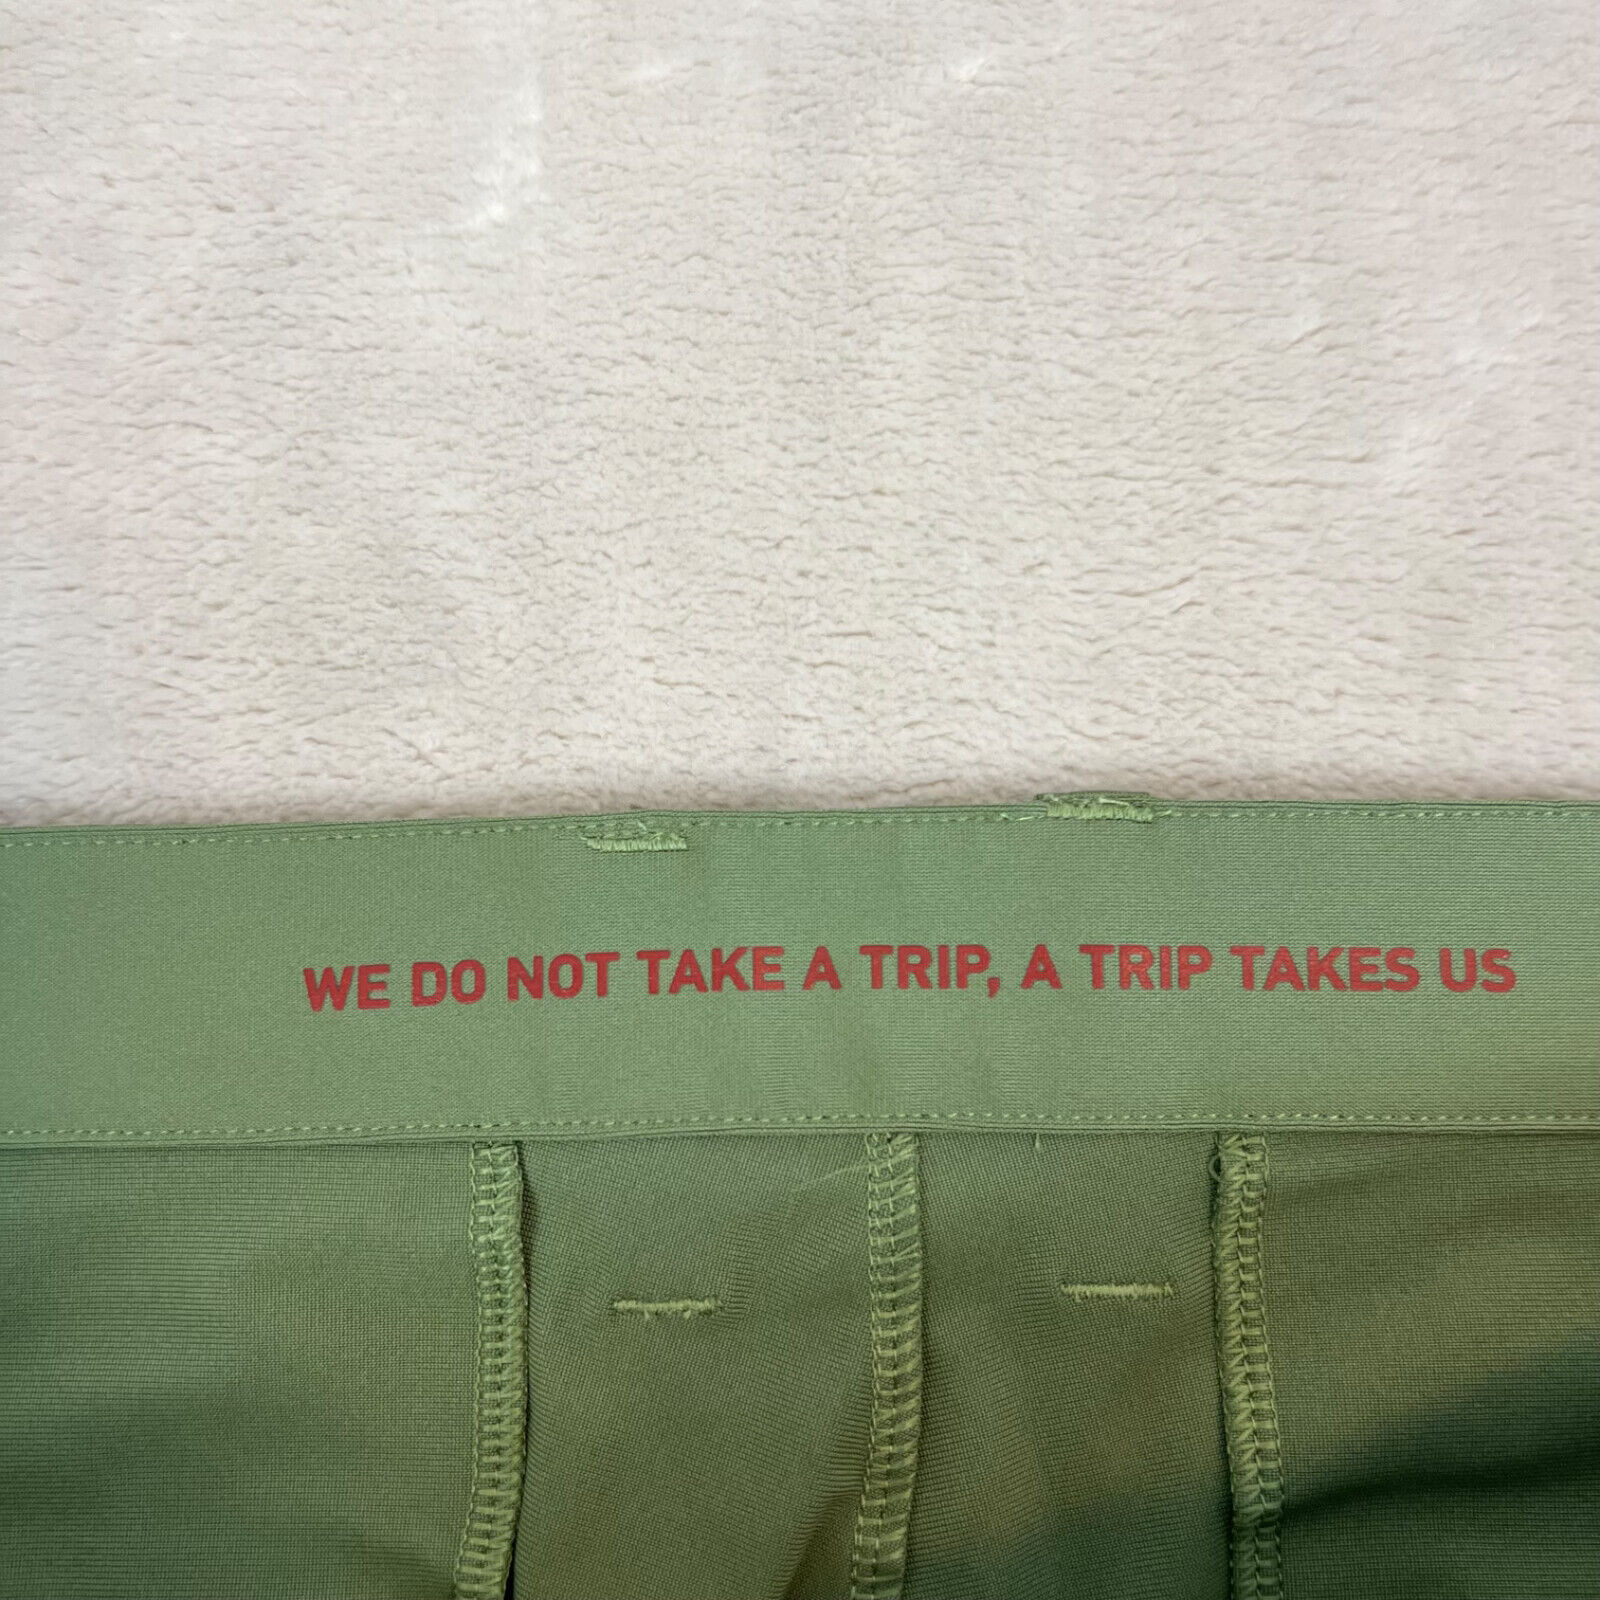 WE DO NOT TAKE A TRIP, A TRIP TAKES US